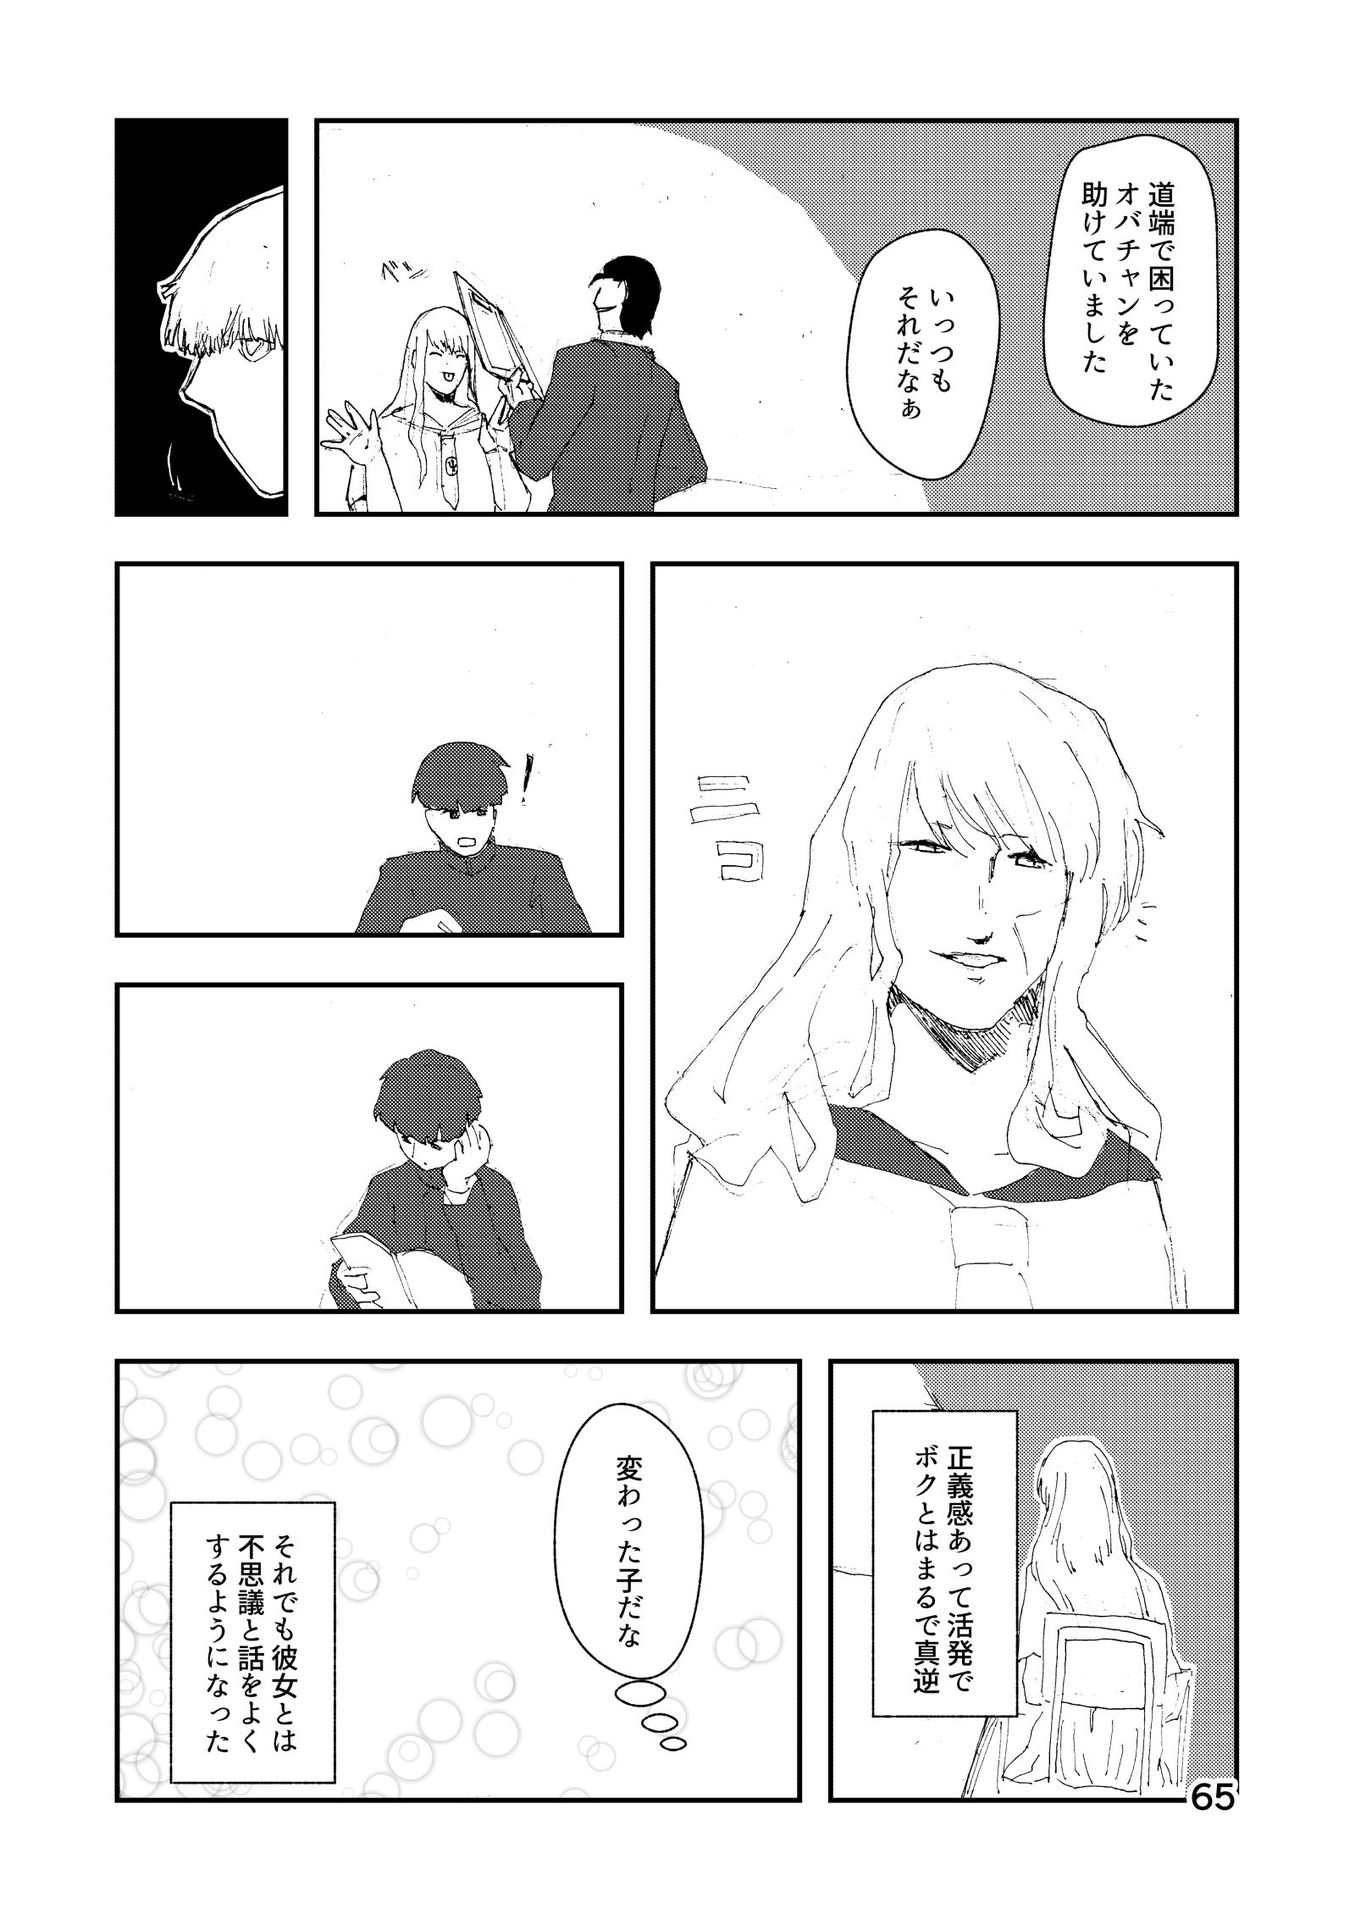 道端で困っていた
オバチャンを
助けていました
いっつも
それだなぁ
ペシ
ニコ
！
正義感あって活発で
ボクとはまるで真逆
変わった子だな
それでも彼女とは
不思議と話をよく
するようになった
65